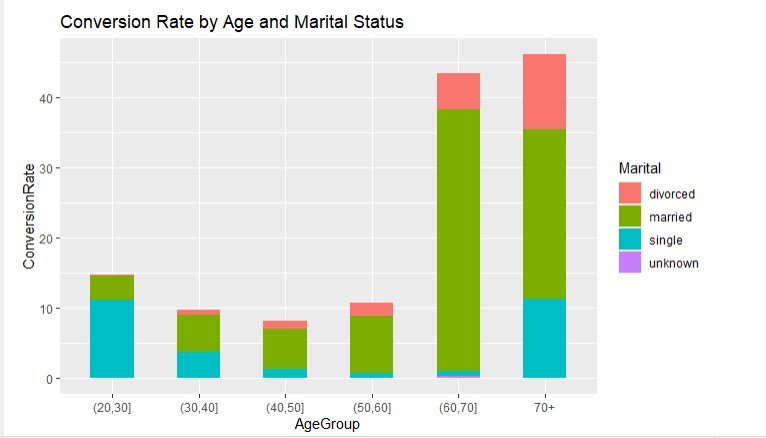 Conversion Rate by Age and Marital Status
ConversionRate
40
30
20
10
0
(20,30] (30,40] (40,50] (50,60] (60,70] 70+
AgeGroup
Marital
divorced
married
single
unknown